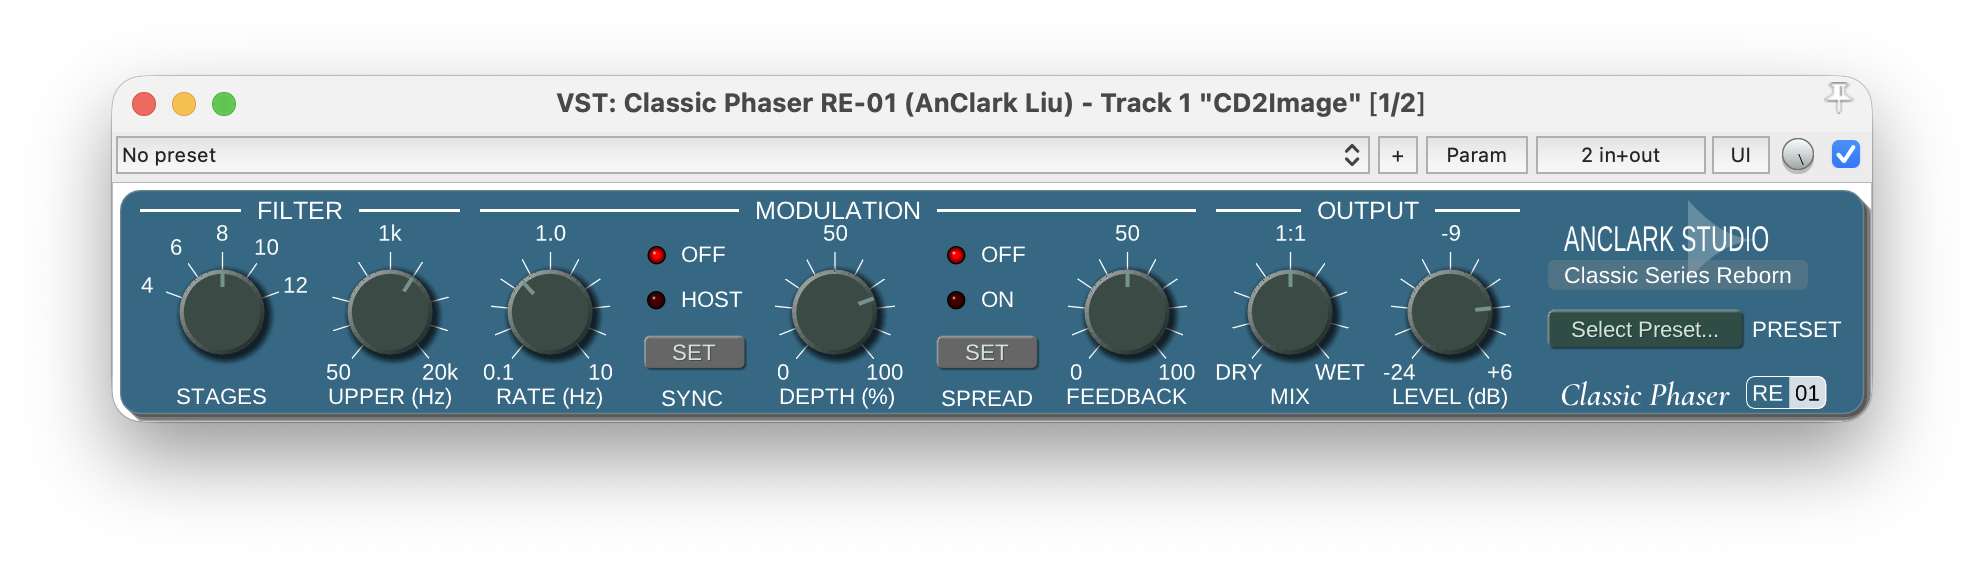 VST: Classic Phaser RE-01 (AnClark Liu) - Track 1 "CD2Image" [1/2]
No preset + Param 2 in+out UI
FILTER MODULATION OUTPUT
4 6 8 10 12
STAGES
1k
50 20k
UPPER (Hz)
1.0
0.1 10
RATE (Hz)
OFF
HOST
SET
SYNC
50
0 100
DEPTH (%)
OFF
ON
SET
SPREAD
50
0 100
FEEDBACK
1:1
DRY WET
MIX
-9
-24 +6
LEVEL (dB)
ANCLARK STUDIO
Classic Series Reborn
Select Preset... PRESET
Classic Phaser RE 01